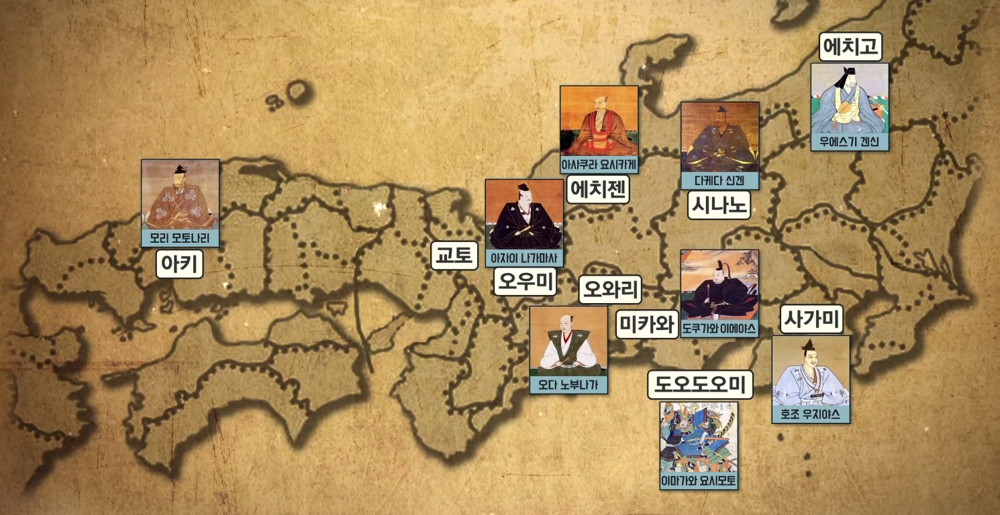 에치고
우에스기 겐신
아사쿠라 요시카게
에치젠
다케다 신겐
시나노
모리 모토나리
아키
교토
아자이 나가마사
오우미
오와리
오다 노부나가
미카와
도쿠가와 이에야스
사가미
호조 우지야스
도오도오미
이마가와 요시모토